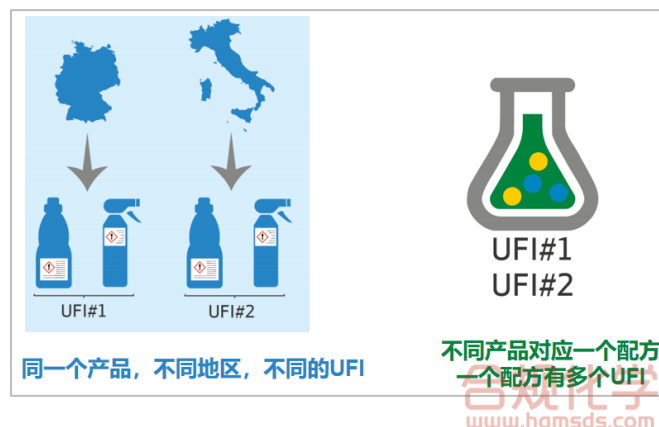 UFI#1
UFI#2
同一个产品，不同地区，不同的UFI
UFI#1
UFI#2
不同产品对应一个配方
一个配方有多个UFI
合规化学
www.hgmsds.com